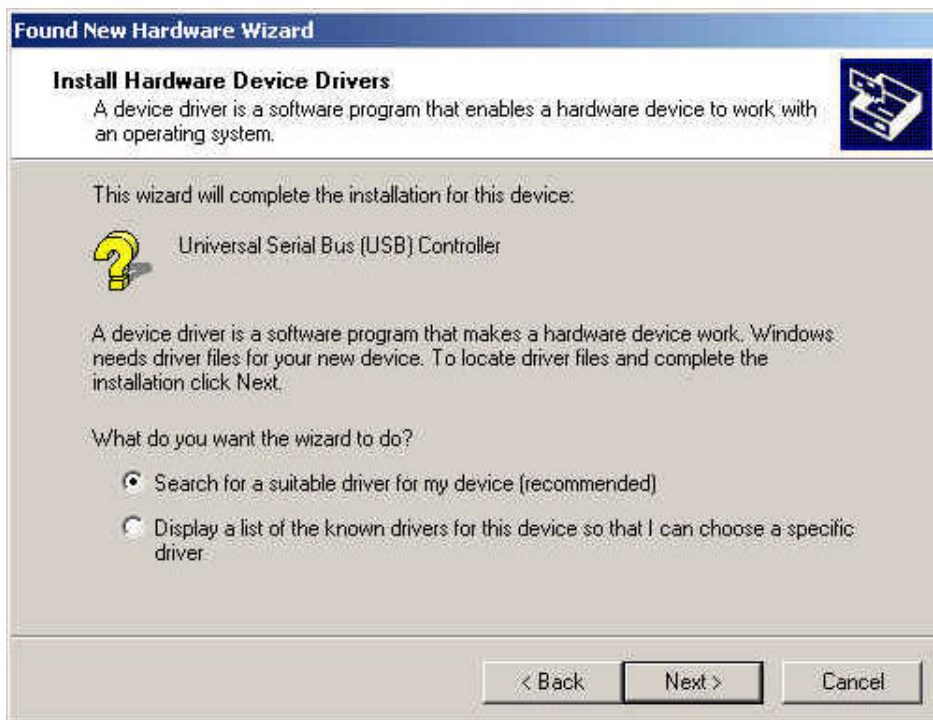 Found New Hardware Wizard
Install Hardware Device Drivers
A device driver is a software program that enables a hardware device to work with
an operating system.
This wizard will complete the installation for this device:
Universal Serial Bus (USB) Controller
A device driver is a software program that makes a hardware device work. Windows
needs driver files for your new device. To locate driver files and complete the
installation click Next.
What do you want the wizard to do?
Search for a suitable driver for my device (recommended)
Display a list of the known drivers for this device so that I can choose a specific
driver
< Back Next > Cancel